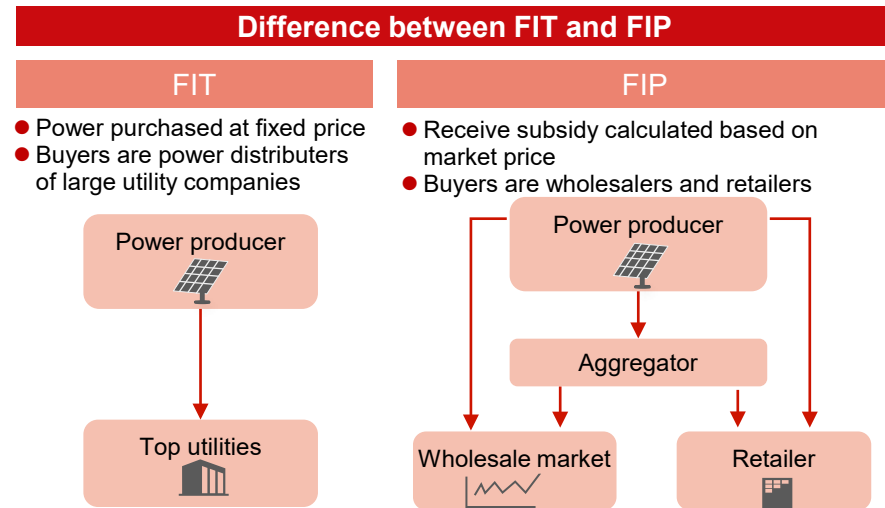 Difference between FIT and FIP
FIT
Power purchased at fixed price
Buyers are power distributers
of large utility companies
Power producer
Top utilities
FIP
Receive subsidy calculated based on
market price
Buyers are wholesalers and retailers
Power producer
Aggregator
Wholesale market
Retailer